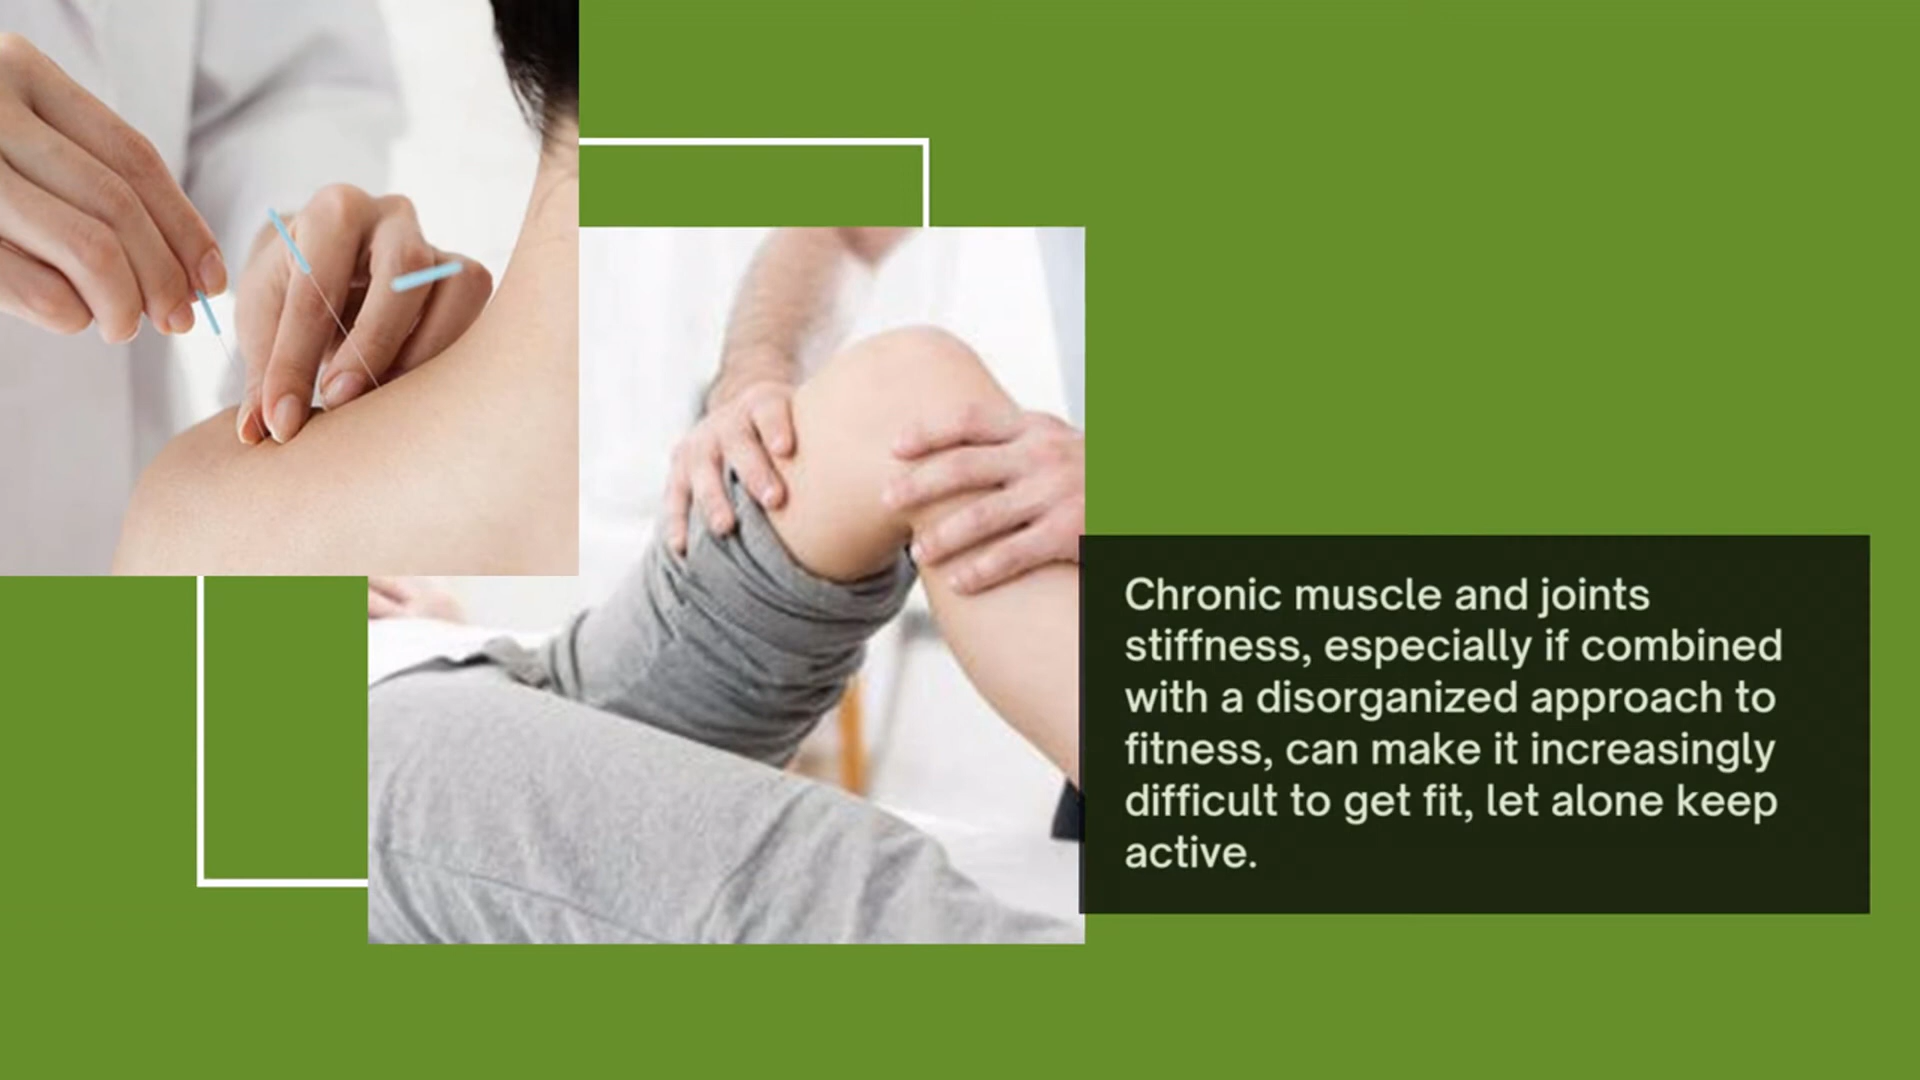 Chronic muscle and joints
stiffness, especially if combined
with a disorganized approach to
fitness, can make it increasingly
difficult to get fit, let alone keep
active.